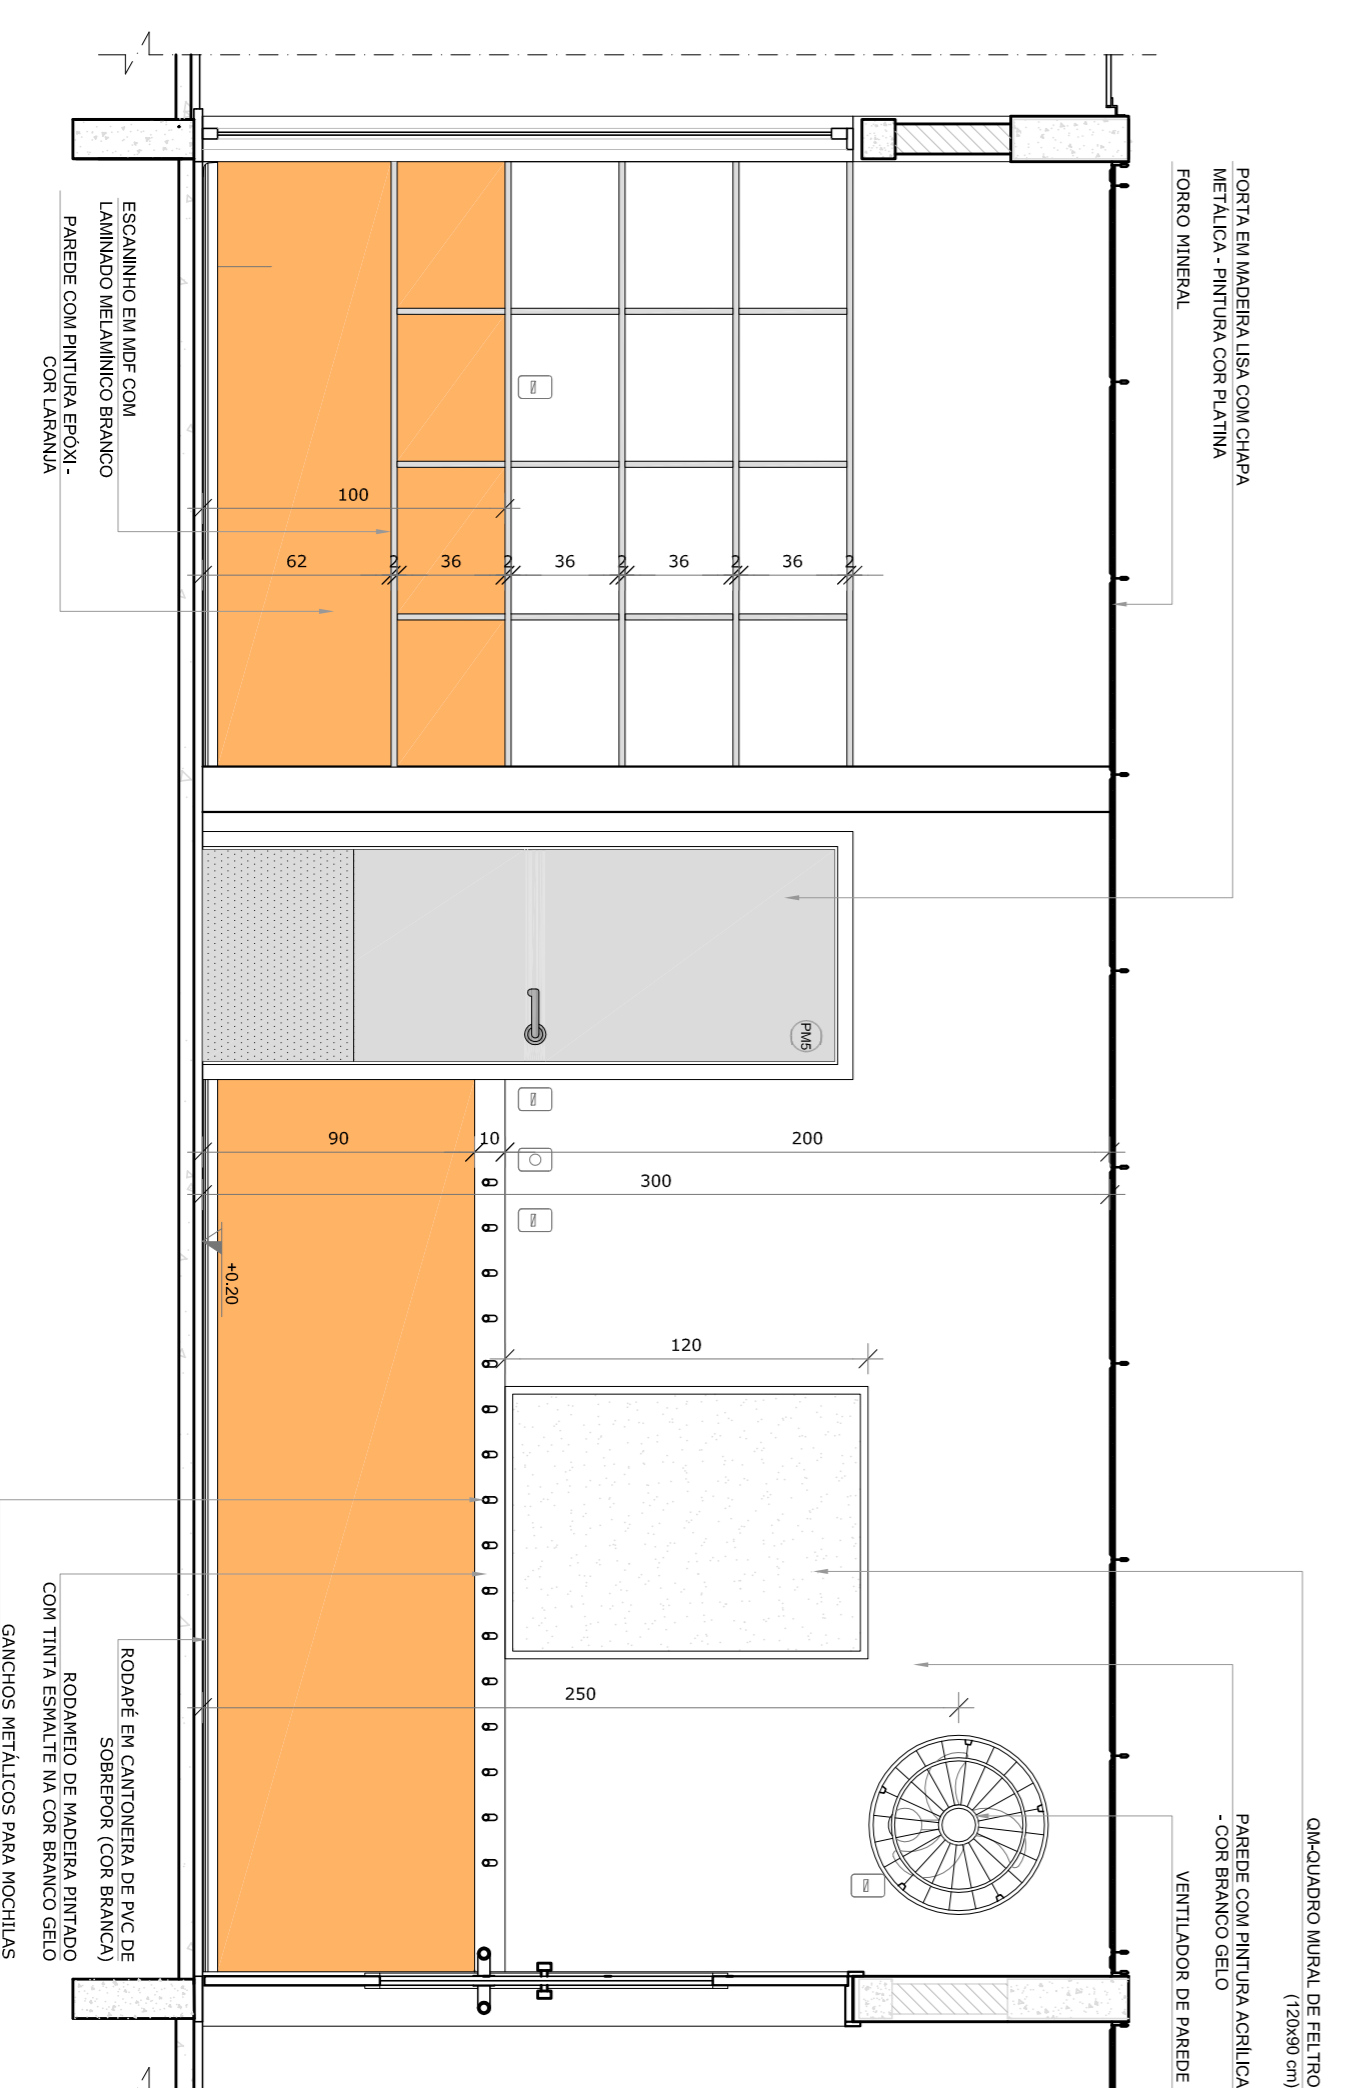 PORTA EM MADEIRA LISA COM CHAPA
METÁLICA - PINTURA COR PLATINA
FORRO MINERAL
QM-QUADRO MURAL DE FELTRO
(120x90 cm)
PAREDE COM PINTURA ACRÍLICA
- COR BRANCO GELO
VENTILADOR DE PAREDE
100
62
2
36
2
36
2
36
2
36
2
PM5
90
10
200
300
+0.20
120
250
ESCANINHO EM MDF COM
LAMINADO MELAMÍNICO BRANCO
PAREDE COM PINTURA EPÓXI -
COR LARANJA
RODAPÉ EM CANTONEIRA DE PVC DE
SOBREPOR (COR BRANCA)
RODAMEIO DE MADEIRA PINTADO
COM TINTA ESMALTE NA COR BRANCO GELO
GANCHOS METÁLICOS PARA MOCHILAS